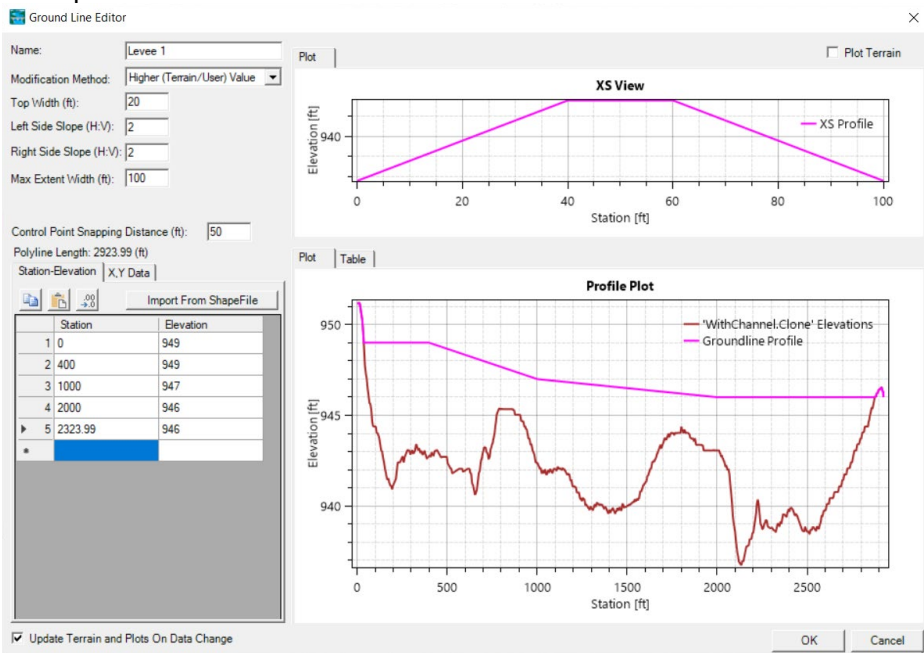 Ground Line Editor
Name: Levee 1
Modification Method: Higher (Terrain/User) Value
Top Width (ft): 20
Left Side Slope (H:V): 2
Right Side Slope (H:V): 2
Max Extent Width (ft): 100
Control Point Snapping Distance (ft): 50
Polyline Length: 2923.99 (ft)
Station-Elevation X,Y Data
.00 .0 Import From ShapeFile
Station Elevation
1 0 949
2 400 949
3 1000 947
4 2000 946
5 2323.99 946
Update Terrain and Plots On Data Change
Plot
Plot Terrain
XS View
Elevation [ft]
940
XS Profile
0 20 40 60 80 100
Station [ft]
Plot Table
Profile Plot
Elevation [ft]
950
945
940
'WithChannel.Clone' Elevations
Groundline Profile
0 500 1000 1500 2000 2500
Station [ft]
OK Cancel